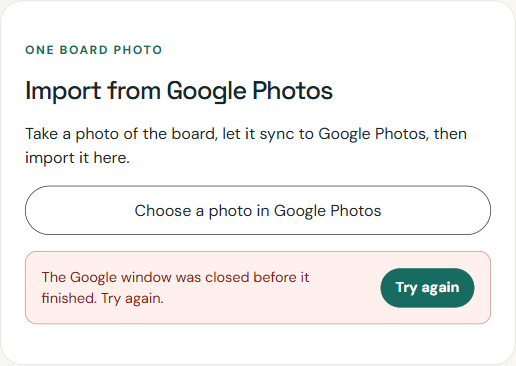 ONE BOARD PHOTO
Import from Google Photos
Take a photo of the board, let it sync to Google Photos, then
import it here.
Choose a photo in Google Photos
The Google window was closed before it
finished. Try again.
Try again